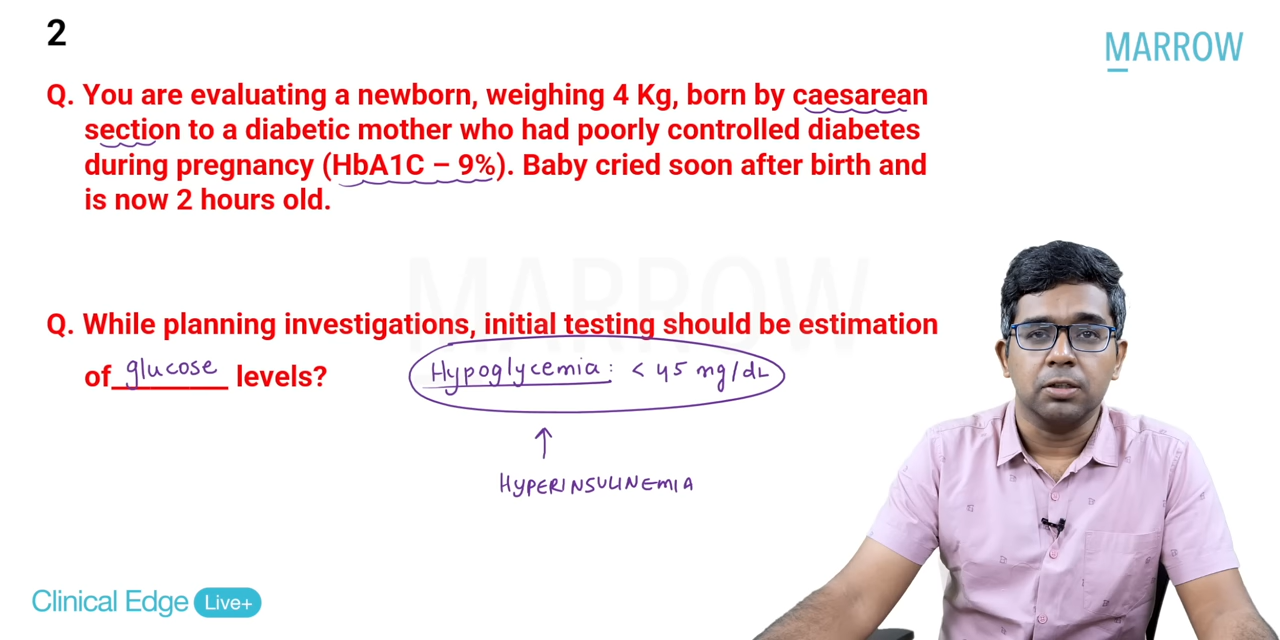 2
MARROW
Q. You are evaluating a newborn, weighing 4 Kg, born by caesarean
section to a diabetic mother who had poorly controlled diabetes
during pregnancy (HbA1C – 9%). Baby cried soon after birth and
is now 2 hours old.
MARROW
Q. While planning investigations, initial testing should be estimation
of glucose levels?
Hypoglycemia: < 45 mg/dL
↑
HYPERINSULINEMIA
Clinical Edge Live+